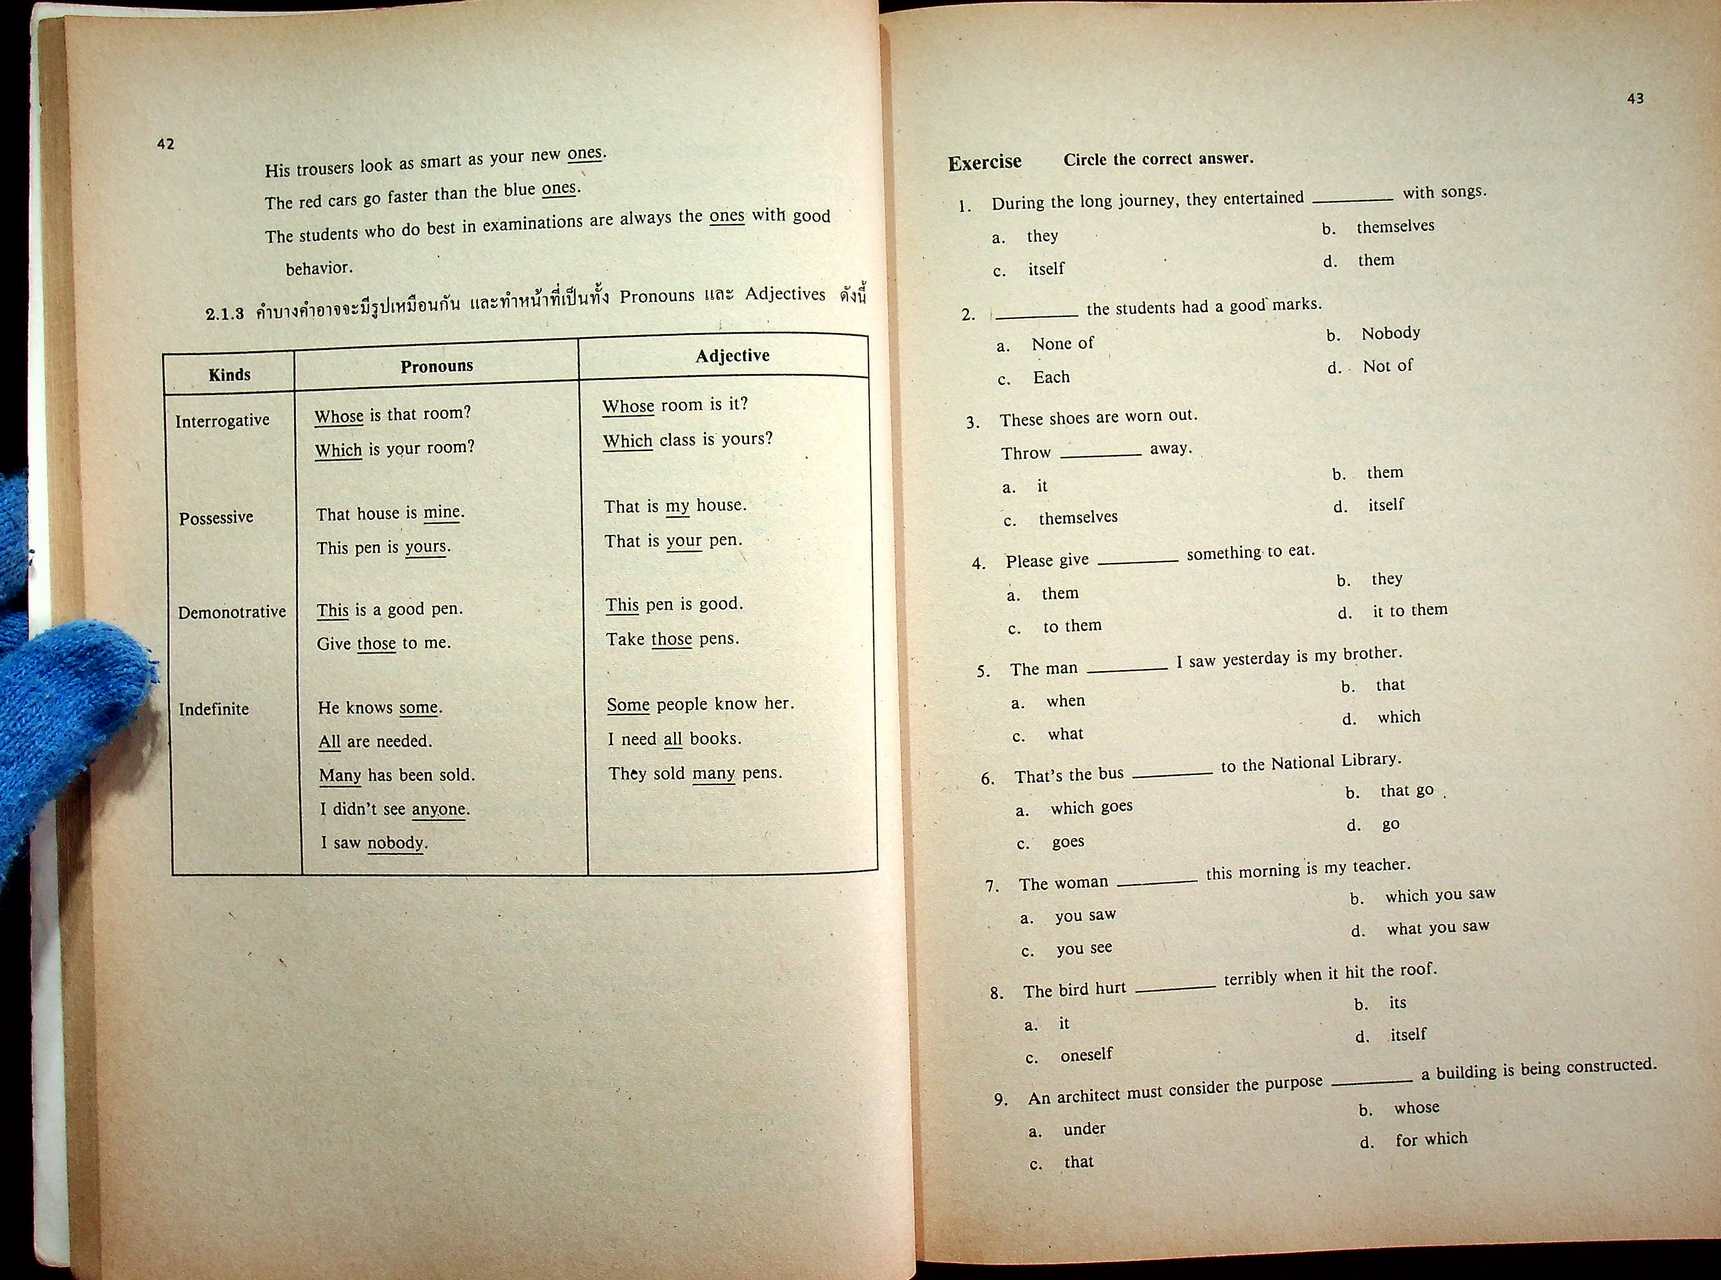 42
His trousers look as smart as your new ones.
The red cars go faster than the blue ones.
The students who do best in examinations are always the ones with good
behavior.
2.1.3 คำบางคำอาจจะมีรูปเหมือนกัน และทำหน้าที่เป็นทั้ง Pronouns และ Adjectives ดังนี้
Kinds Pronouns Adjective
Interrogative Whose is that room? Whose room is it?
Which is your room? Which class is yours?
Possessive That house is mine. That is my house.
This pen is yours. That is your pen.
Demonotrative This is a good pen. This pen is good.
Give those to me. Take those pens.
Indefinite He knows some. Some people know her.
All are needed. I need all books.
Many has been sold. They sold many pens.
I didn't see anyone.
I saw nobody.
43
Exercise Circle the correct answer.
1. During the long journey, they entertained ________ with songs.
a. they b. themselves
c. itself d. them
2. ________ the students had a good marks.
a. None of b. Nobody
c. Each d. Not of
3. These shoes are worn out.
Throw ________ away.
a. it b. them
c. themselves d. itself
4. Please give ________ something to eat.
a. them b. they
c. to them d. it to them
5. The man ________ I saw yesterday is my brother.
a. when b. that
c. what d. which
6. That's the bus ________ to the National Library.
a. which goes b. that go
c. goes d. go
7. The woman ________ this morning is my teacher.
a. you saw b. which you saw
c. you see d. what you saw
8. The bird hurt ________ terribly when it hit the roof.
a. it b. its
c. oneself d. itself
9. An architect must consider the purpose ________ a building is being constructed.
a. under b. whose
c. that d. for which